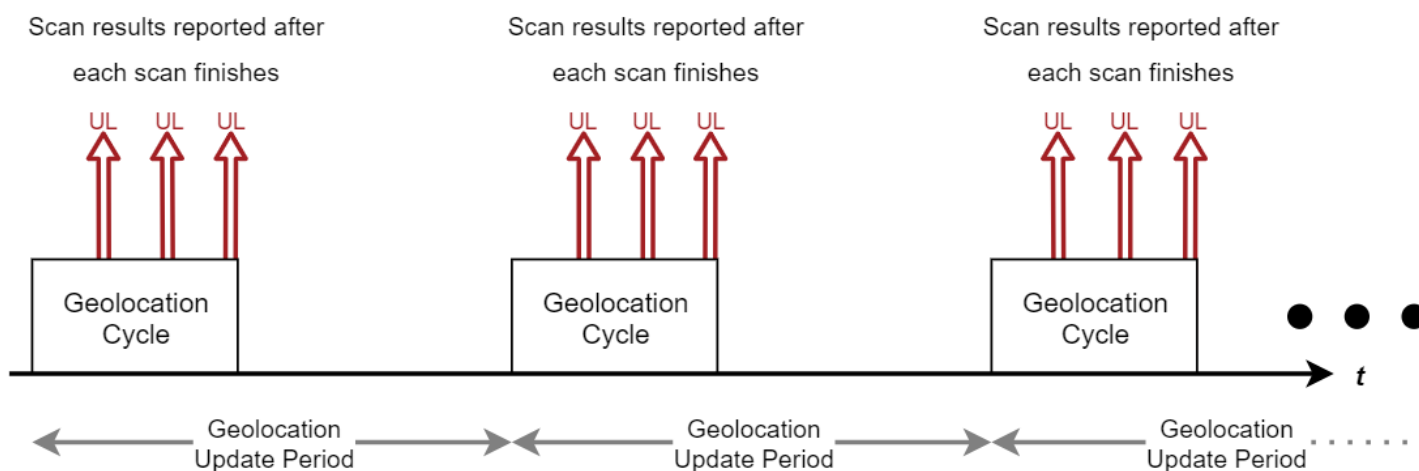 Scan results reported after
each scan finishes
Scan results reported after
each scan finishes
Scan results reported after
each scan finishes
UL UL UL
UL UL UL
UL UL UL
Geolocation
Cycle
Geolocation
Cycle
Geolocation
Cycle
t
Geolocation
Update Period
Geolocation
Update Period
Geolocation
Update Period